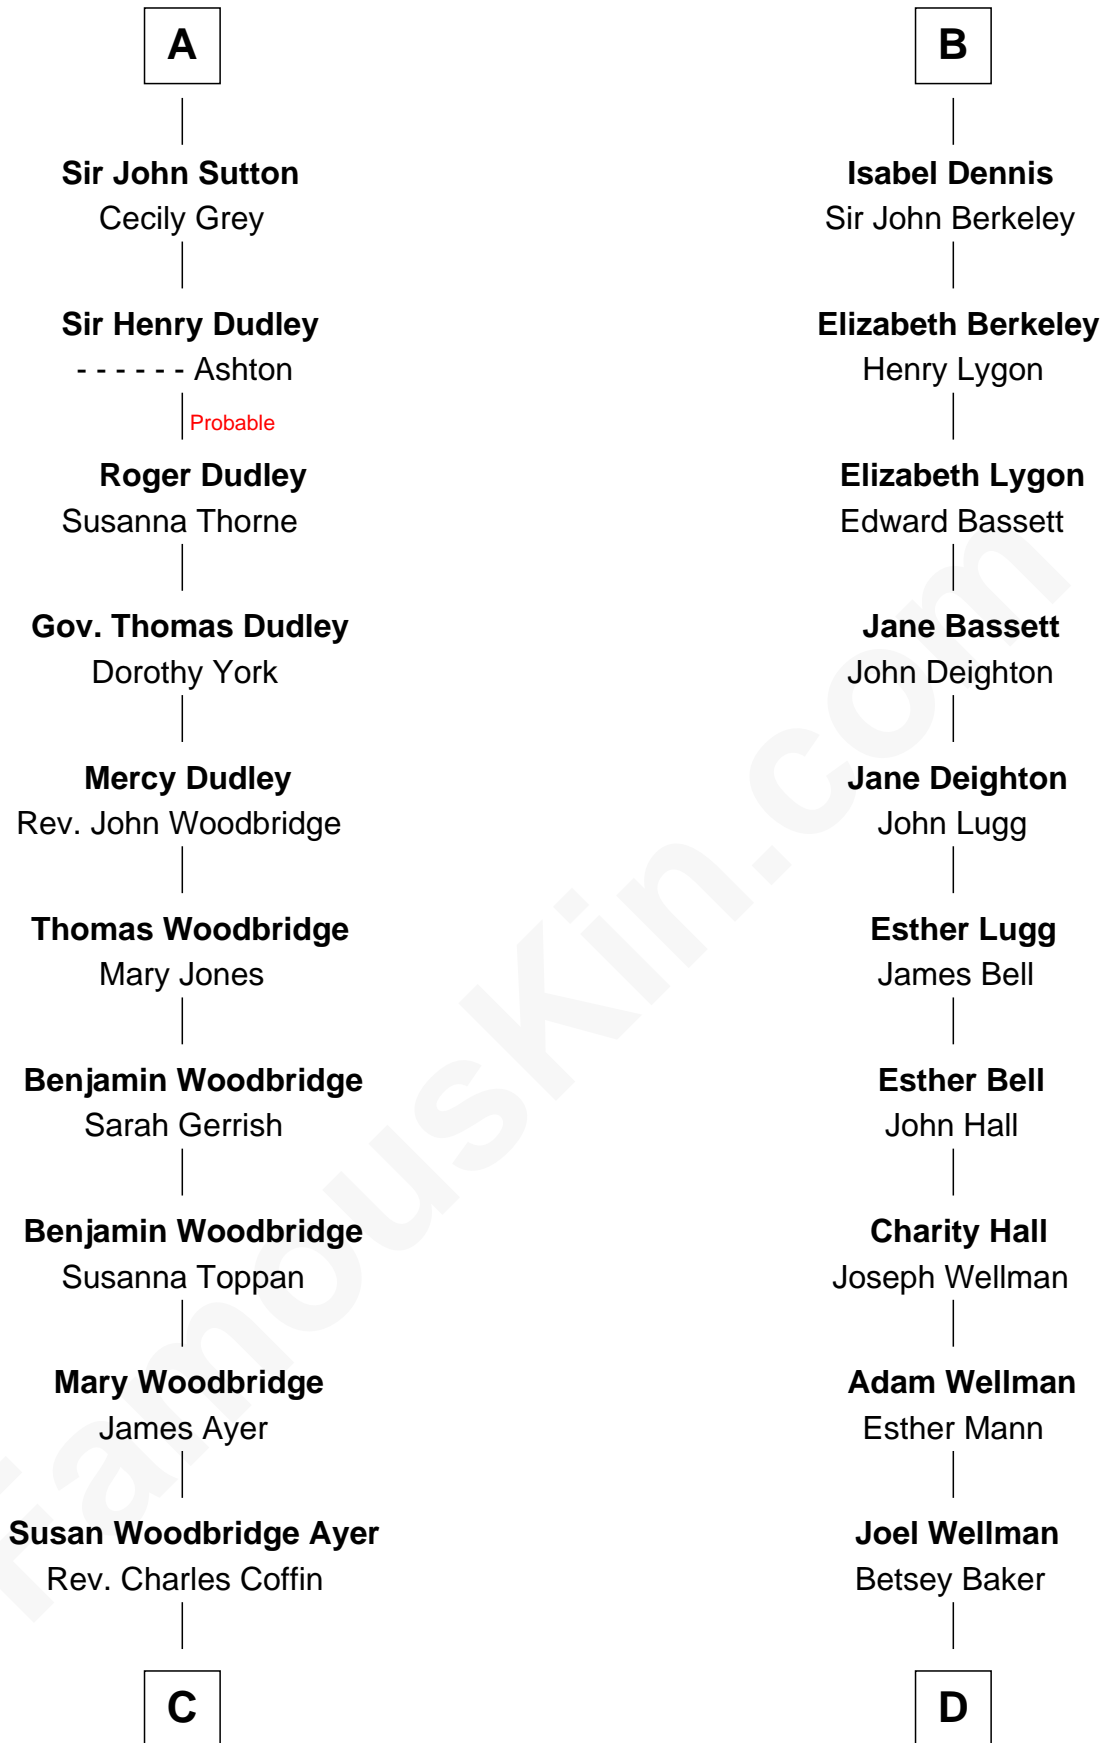 A
Sir John Sutton
Cecily Grey
Sir Henry Dudley
- - - - - - Ashton
Probable
Roger Dudley
Susanna Thorne
Gov. Thomas Dudley
Dorothy York
Mercy Dudley
Rev. John Woodbridge
Thomas Woodbridge
Mary Jones
Benjamin Woodbridge
Sarah Gerrish
Benjamin Woodbridge
Susanna Toppan
Mary Woodbridge
James Ayer
Susan Woodbridge Ayer
Rev. Charles Coffin
C
B
Isabel Dennis
Sir John Berkeley
Elizabeth Berkeley
Henry Lygon
Elizabeth Lygon
Edward Bassett
Jane Bassett
John Deighton
Jane Deighton
John Lugg
Esther Lugg
James Bell
Esther Bell
John Hall
Charity Hall
Joseph Wellman
Adam Wellman
Esther Mann
Joel Wellman
Betsey Baker
D
FamousKin.com